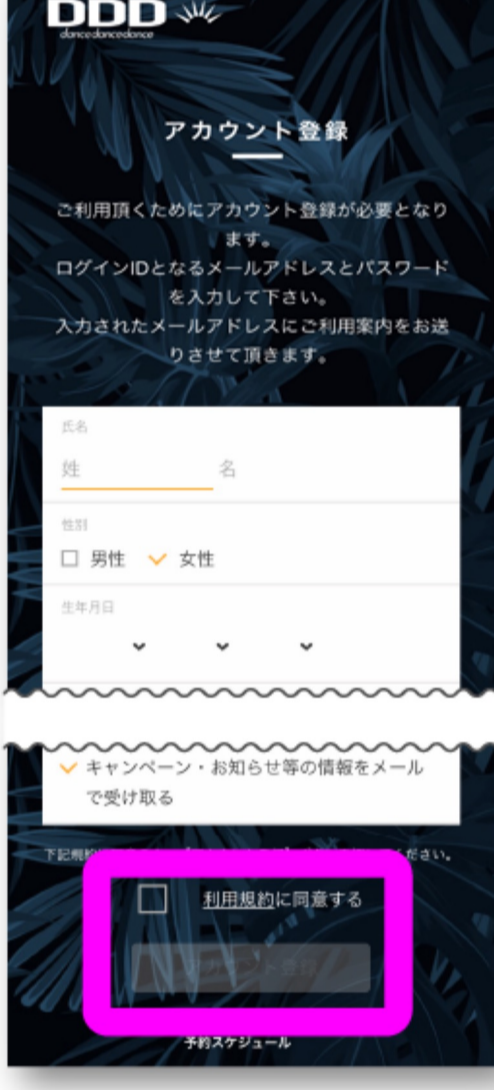 DDD
dancedancedance
アカウント登録
ご利用頂くためにアカウント登録が必要となり
ます。
ログインIDとなるメールアドレスとパスワード
を入力して下さい。
入力されたメールアドレスにご利用案内をお送
りさせて頂きます。
氏名
姓 名
性別
男性 女性
生年月日
キャンペーン・お知らせ等の情報をメール
で受け取る
下記規約 ださい。
利用規約に同意する
アカウント登録
予約スケジュール